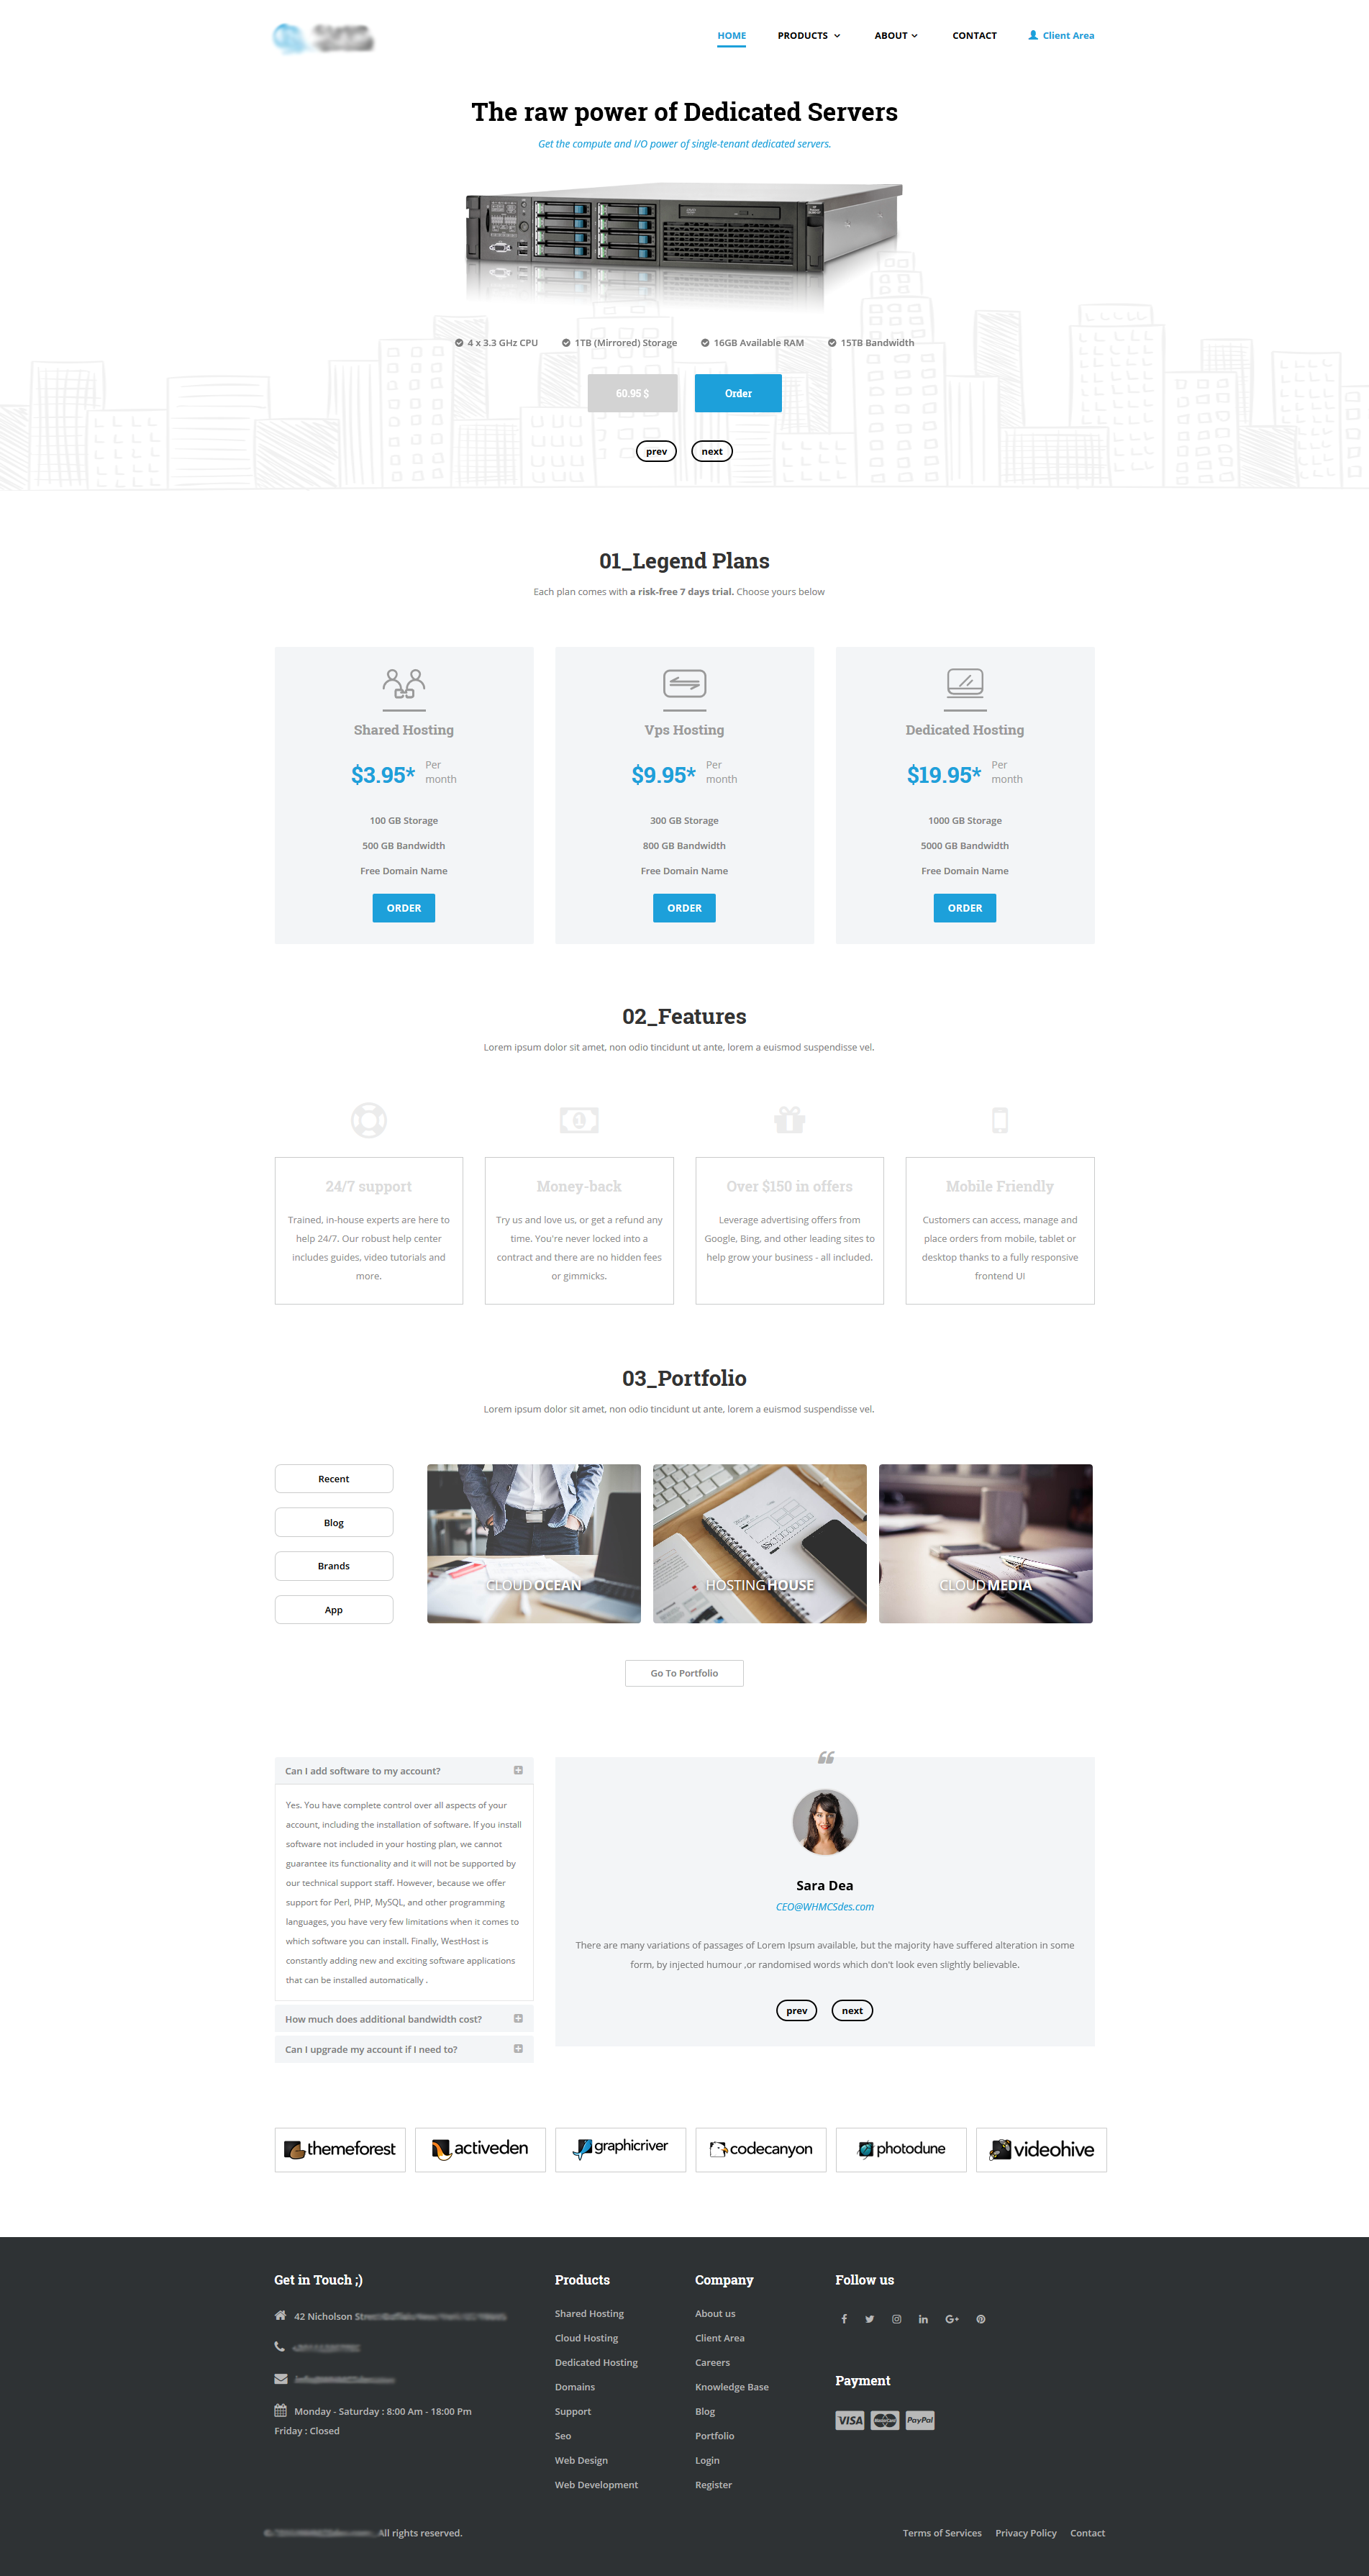 HOME PRODUCTS ABOUT CONTACT Client Area
The raw power of Dedicated Servers
Get the compute and I/O power of single-tenant dedicated servers.
4 x 3.3 GHz CPU 1TB (Mirrored) Storage 16GB Available RAM 15TB Bandwidth
60.95 $ Order
prev next
01_Legend Plans
Each plan comes with a risk-free 7 days trial. Choose yours below
Shared Hosting
$3.95* Per
month
100 GB Storage
500 GB Bandwidth
Free Domain Name
ORDER
Vps Hosting
$9.95* Per
month
300 GB Storage
800 GB Bandwidth
Free Domain Name
ORDER
Dedicated Hosting
$19.95* Per
month
1000 GB Storage
5000 GB Bandwidth
Free Domain Name
ORDER
02_Features
Lorem ipsum dolor sit amet, non odio tincidunt ut ante, lorem a euismod suspendisse vel.
1
24/7 support
Trained, in-house experts are here to
help 24/7. Our robust help center
includes guides, video tutorials and
more.
Money-back
Try us and love us, or get a refund any
time. You're never locked into a
contract and there are no hidden fees
or gimmicks.
Over $150 in offers
Leverage advertising offers from
Google, Bing, and other leading sites to
help grow your business - all included.
Mobile Friendly
Customers can access, manage and
place orders from mobile, tablet or
desktop thanks to a fully responsive
frontend UI
03_Portfolio
Lorem ipsum dolor sit amet, non odio tincidunt ut ante, lorem a euismod suspendisse vel.
Recent
Blog
Brands
App
CLOUDOCEAN
HOSTINGHOUSE
CLOUDMEDIA
Go To Portfolio
Can I add software to my account?
Yes. You have complete control over all aspects of your
account, including the installation of software. If you install
software not included in your hosting plan, we cannot
guarantee its functionality and it will not be supported by
our technical support staff. However, because we offer
support for Perl, PHP, MySQL, and other programming
languages, you have very few limitations when it comes to
which software you can install. Finally, WestHost is
constantly adding new and exciting software applications
that can be installed automatically .
How much does additional bandwidth cost?
Can I upgrade my account if I need to?
“
Sara Dea
CEO@WHMCSdes.com
There are many variations of passages of Lorem Ipsum available, but the majority have suffered alteration in some
form, by injected humour ,or randomised words which don't look even slightly believable.
prev next
themeforest activeden graphicriver codecanyon photodune videohive
Get in Touch ;)
42 Nicholson
Monday - Saturday : 8:00 Am - 18:00 Pm
Friday : Closed
Products
Shared Hosting
Cloud Hosting
Dedicated Hosting
Domains
Support
Seo
Web Design
Web Development
Company
About us
Client Area
Careers
Knowledge Base
Blog
Portfolio
Login
Register
Follow us
Payment
VISA MasterCard PayPal
All rights reserved.
Terms of Services Privacy Policy Contact